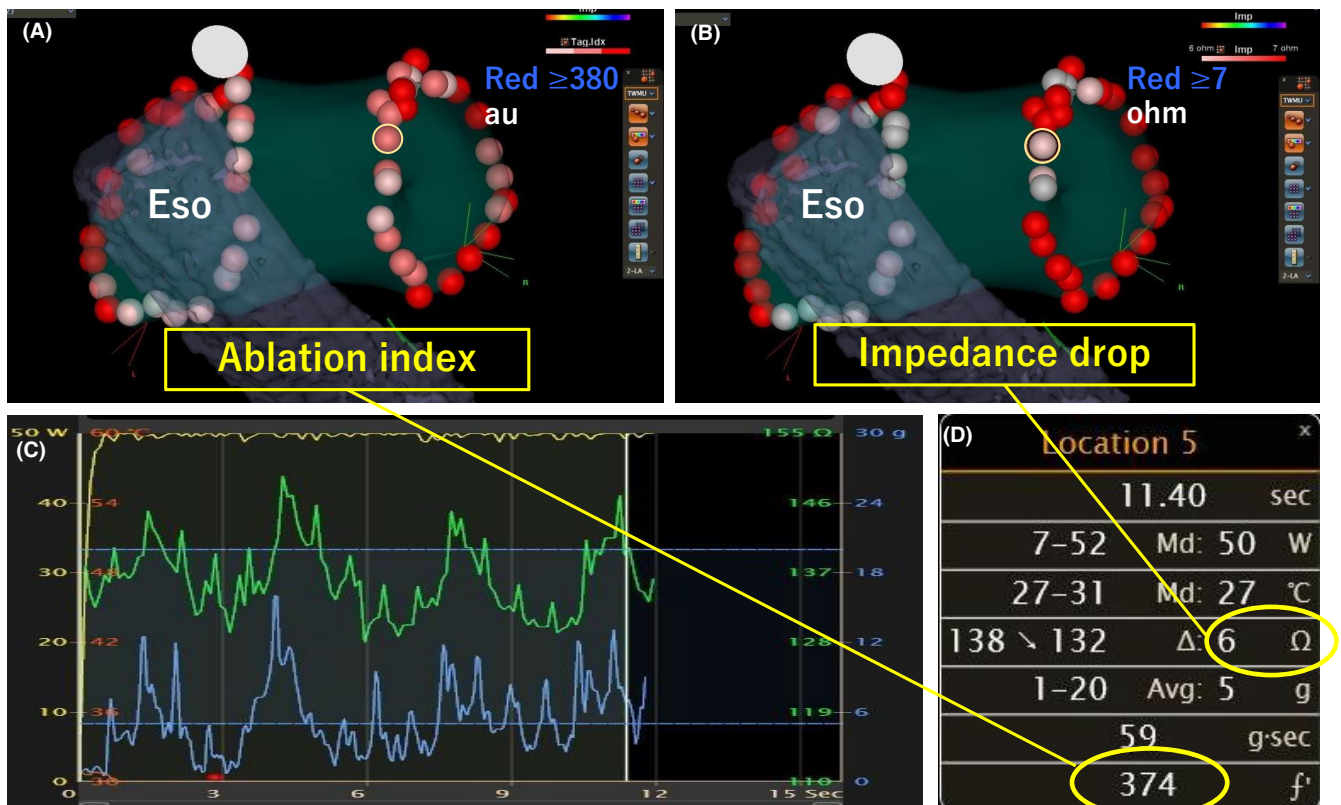 (A)
Imp
Tag.Idx
Red ≥380
au
TWMU
Eso
R
L
2-LA
Ablation index
(B)
Imp
6 ohm Imp 7 ohm
Red ≥7
ohm
TWMU
Eso
R
L
2-LA
Impedance drop
(C)
50 W 60 °C 155 Ω 30 g
40 54 146 24
30 48 137 18
20 42 128 12
10 36 119 6
0 30 110 0
0 3 6 9 12 15 Sec
(D)
Location 5 x
11.40 sec
7-52 Md: 50 W
27-31 Md: 27 °C
138 ↘ 132 Δ: 6 Ω
1-20 Avg: 5 g
59 g·sec
374 f'